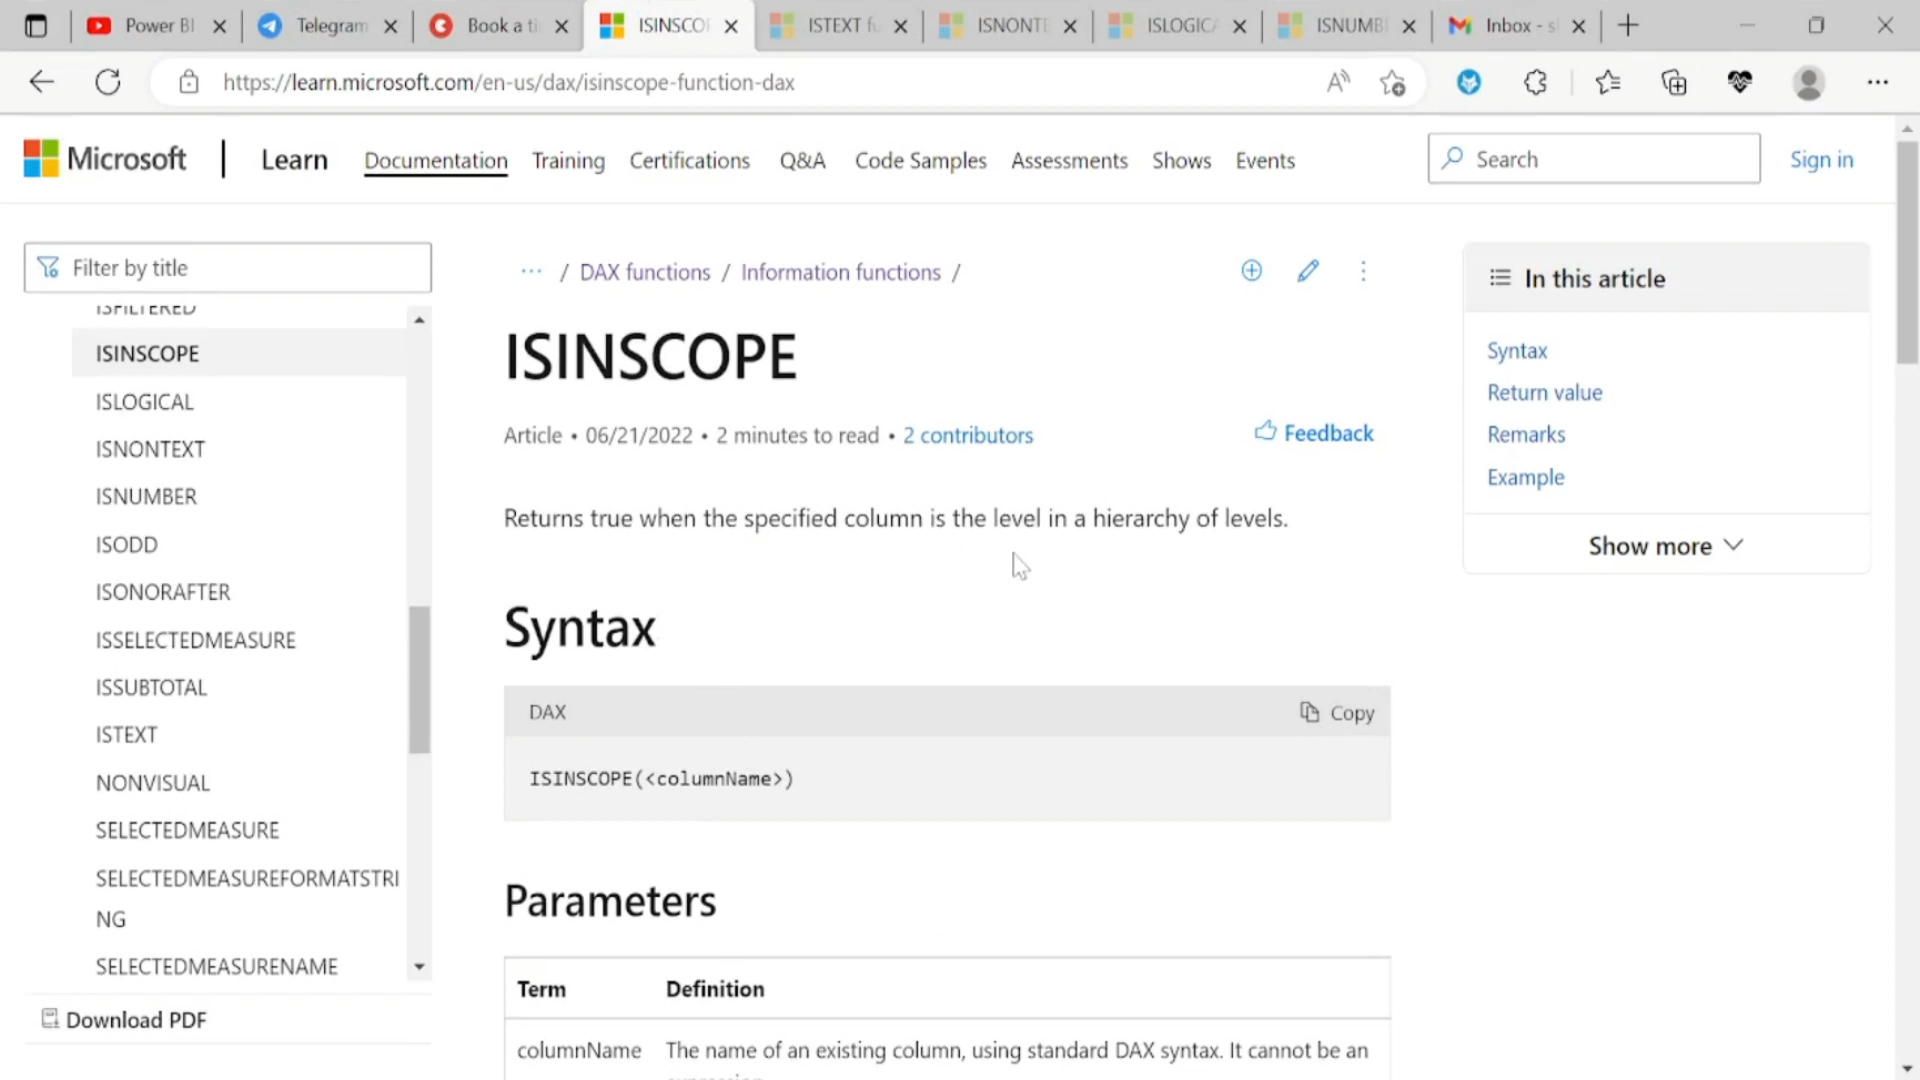 Power BI
Telegram
Book a ti
ISINSCO
ISTEXT fu
ISNONTE
ISLOGICA
ISNUMB
Inbox - s
https://learn.microsoft.com/en-us/dax/isinscope-function-dax
Microsoft
Learn
Documentation
Training
Certifications
Q&A
Code Samples
Assessments
Shows
Events
Search
Sign in
Filter by title
ISFILTERED
ISINSCOPE
ISLOGICAL
ISNONTEXT
ISNUMBER
ISODD
ISONORAFTER
ISSELECTEDMEASURE
ISSUBTOTAL
ISTEXT
NONVISUAL
SELECTEDMEASURE
SELECTEDMEASUREFORMATSTRI
NG
SELECTEDMEASURENAME
Download PDF
··· / DAX functions / Information functions /
ISINSCOPE
Article • 06/21/2022 • 2 minutes to read • 2 contributors
Feedback
Returns true when the specified column is the level in a hierarchy of levels.
Syntax
DAX
Copy
ISINSCOPE(<columnName>)
Parameters
Term Definition
columnName The name of an existing column, using standard DAX syntax. It cannot be an
In this article
Syntax
Return value
Remarks
Example
Show more